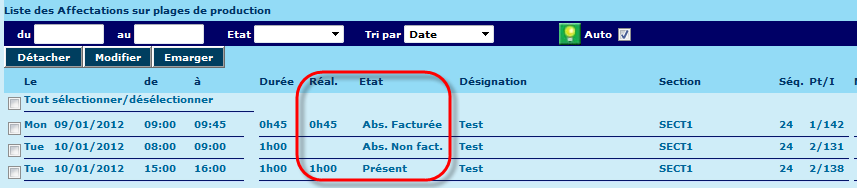 Liste des Affectations sur plages de production
du au Etat Tri par Date Auto
Détacher Modifier Emarger
Le de à Durée Réal. Etat Désignation Section Séq. Pt/I
Tout sélectionner/désélectionner
Mon 09/01/2012 09:00 09:45 0h45 0h45 Abs. Facturée Test SECT1 24 1/142
Tue 10/01/2012 08:00 09:00 1h00 Abs. Non fact. Test SECT1 24 2/131
Tue 10/01/2012 15:00 16:00 1h00 1h00 Présent Test SECT1 24 2/138